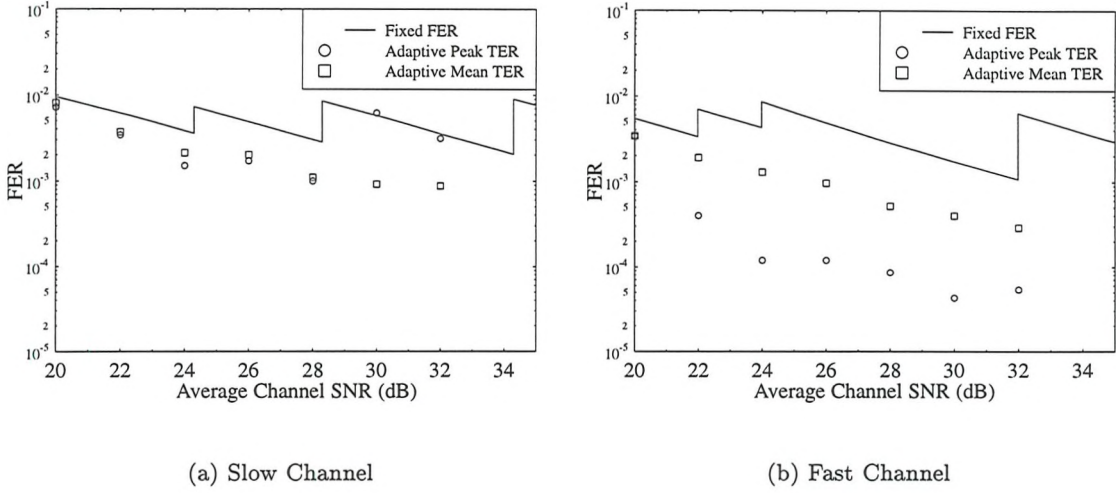 10-1
5
2
10-2
5
2
10-3
5
2
10-4
5
2
10-5
FER
Fixed FER
Adaptive Peak TER
Adaptive Mean TER
20 22 24 26 28 30 32 34
Average Channel SNR (dB)
(a) Slow Channel
10-1
5
2
10-2
5
2
10-3
5
2
10-4
5
2
10-5
FER
Fixed FER
Adaptive Peak TER
Adaptive Mean TER
20 22 24 26 28 30 32 34
Average Channel SNR (dB)
(b) Fast Channel